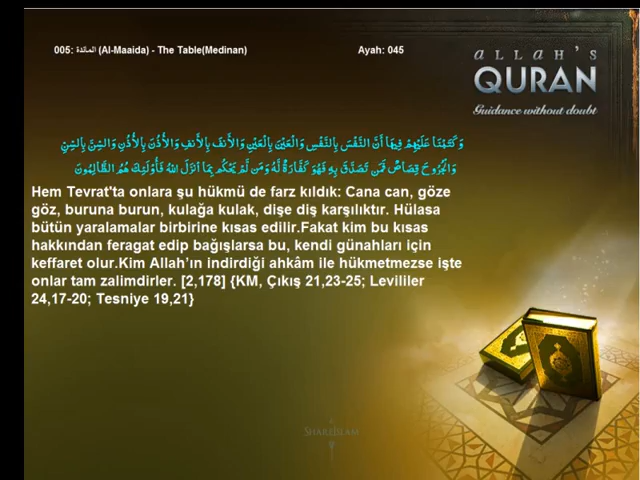 005: المائدة (Al-Maaida) - The Table(Medinan) Ayah: 045
ALLAH'S
QURAN
Guidance without doubt
وَكَتَبْنَا عَلَيْهِمْ فِيهَا أَنَّ النَّفْسَ بِالنَّفْسِ وَالْعَيْنَ بِالْعَيْنِ وَالْأَنفَ بِالْأَنفِ وَالْأُذُنَ بِالْأُذُنِ وَالسِّنَّ بِالسِّنِّ
وَالْجُرُوحَ قِصَاصٌ فَمَن تَصَدَّقَ بِهِ فَهُوَ كَفَّارَةٌ لَّهُ وَمَن لَّمْ يَحْكُم بِمَا أَنزَلَ اللَّهُ فَأُولَٰئِكَ هُمُ الظَّالِمُونَ
Hem Tevrat'ta onlara şu hükmü de farz kıldık: Cana can, göze
göz, buruna burun, kulağa kulak, dişe diş karşılıktır. Hülasa
bütün yaralamalar birbirine kısas edilir.Fakat kim bu kısas
hakkından feragat edip bağışlarsa bu, kendi günahları için
keffaret olur.Kim Allah’ın indirdiği ahkâm ile hükmetmezse işte
onlar tam zalimdirler. [2,178] {KM, Çıkış 21,23-25; Levililer
24,17-20; Tesniye 19,21}
SHAREISLAM